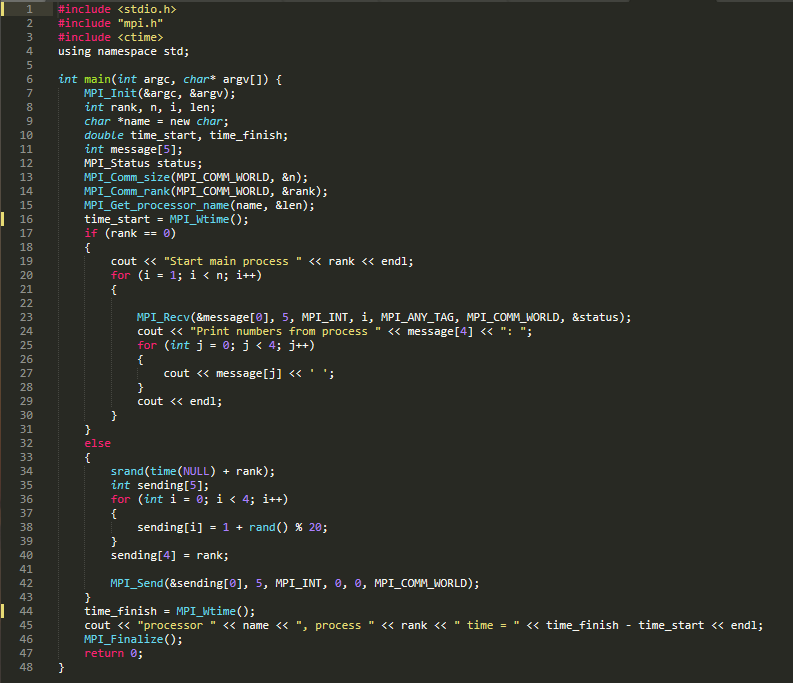 1 #include <stdio.h>
2 #include "mpi.h"
3 #include <ctime>
4 using namespace std;
5
6 int main(int argc, char* argv[]) {
7     MPI_Init(&argc, &argv);
8     int rank, n, i, len;
9     char *name = new char;
10     double time_start, time_finish;
11     int message[5];
12     MPI_Status status;
13     MPI_Comm_size(MPI_COMM_WORLD, &n);
14     MPI_Comm_rank(MPI_COMM_WORLD, &rank);
15     MPI_Get_processor_name(name, &len);
16     time_start = MPI_Wtime();
17     if (rank == 0)
18     {
19         cout << "Start main process " << rank << endl;
20         for (i = 1; i < n; i++)
21         {
22
23             MPI_Recv(&message[0], 5, MPI_INT, i, MPI_ANY_TAG, MPI_COMM_WORLD, &status);
24             cout << "Print numbers from process " << message[4] << ": ";
25             for (int j = 0; j < 4; j++)
26             {
27                 cout << message[j] << ' ';
28             }
29             cout << endl;
30         }
31     }
32     else
33     {
34         srand(time(NULL) + rank);
35         int sending[5];
36         for (int i = 0; i < 4; i++)
37         {
38             sending[i] = 1 + rand() % 20;
39         }
40         sending[4] = rank;
41
42         MPI_Send(&sending[0], 5, MPI_INT, 0, 0, MPI_COMM_WORLD);
43     }
44     time_finish = MPI_Wtime();
45     cout << "processor " << name << ", process " << rank << " time = " << time_finish - time_start << endl;
46     MPI_Finalize();
47     return 0;
48 }